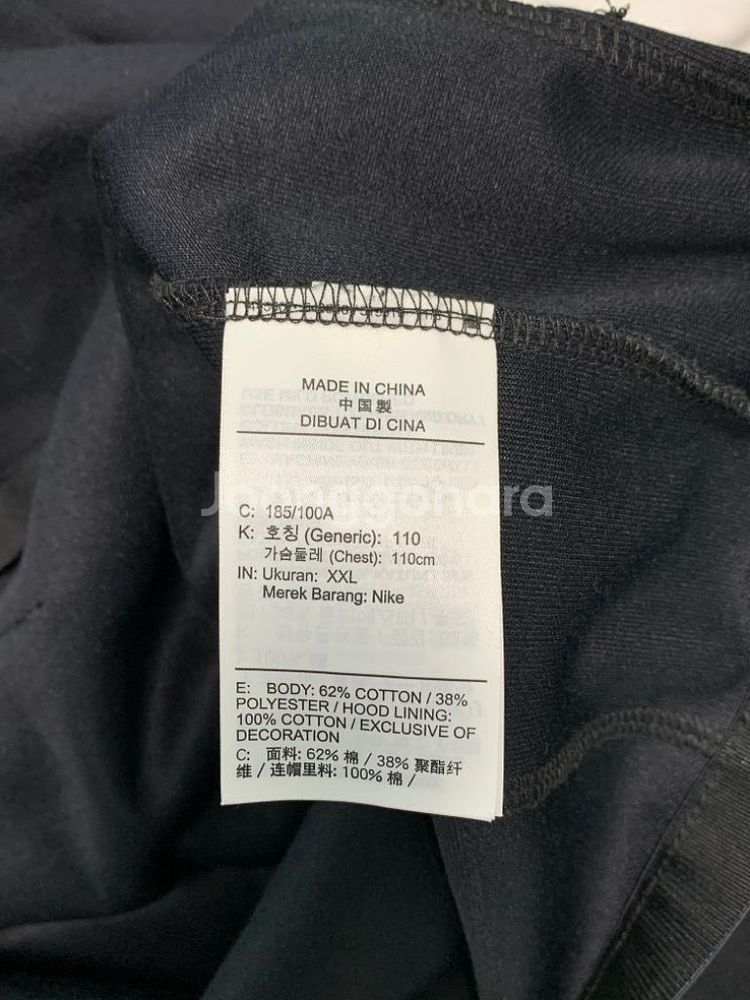 MADE IN CHINA
中国製
DIBUAT DI CINA
Joonggonara
C: 185/100A
K: 호칭 (Generic): 110
가슴둘레 (Chest): 110cm
IN: Ukuran: XXL
Merek Barang: Nike
E: BODY: 62% COTTON / 38%
POLYESTER / HOOD LINING:
100% COTTON / EXCLUSIVE OF
DECORATION
C: 面料: 62% 棉 / 38% 聚酯纤
维 / 连帽里料: 100% 棉 /